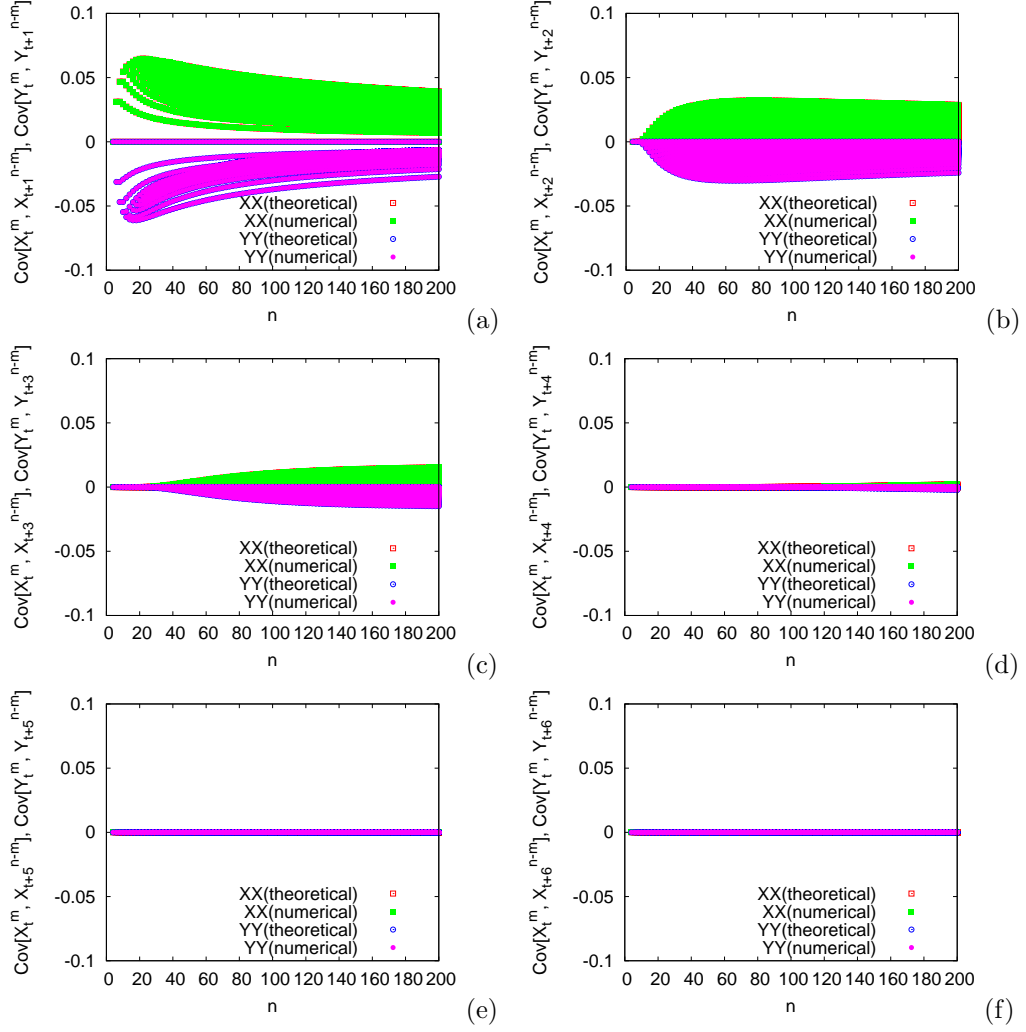 Cov[X_t^m, X_{t+1}^{n-m}], Cov[Y_t^m, Y_{t+1}^{n-m}]
0.1
0.05
0
-0.05
-0.1
XX(theoretical)
XX(numerical)
YY(theoretical)
YY(numerical)
0 20 40 60 80 100 120 140 160 180 200
n
(a)
Cov[X_t^m, X_{t+2}^{n-m}], Cov[Y_t^m, Y_{t+2}^{n-m}]
0.1
0.05
0
-0.05
-0.1
XX(theoretical)
XX(numerical)
YY(theoretical)
YY(numerical)
0 20 40 60 80 100 120 140 160 180 200
n
(b)
Cov[X_t^m, X_{t+3}^{n-m}], Cov[Y_t^m, Y_{t+3}^{n-m}]
0.1
0.05
0
-0.05
-0.1
XX(theoretical)
XX(numerical)
YY(theoretical)
YY(numerical)
0 20 40 60 80 100 120 140 160 180 200
n
(c)
Cov[X_t^m, X_{t+4}^{n-m}], Cov[Y_t^m, Y_{t+4}^{n-m}]
0.1
0.05
0
-0.05
-0.1
XX(theoretical)
XX(numerical)
YY(theoretical)
YY(numerical)
0 20 40 60 80 100 120 140 160 180 200
n
(d)
Cov[X_t^m, X_{t+5}^{n-m}], Cov[Y_t^m, Y_{t+5}^{n-m}]
0.1
0.05
0
-0.05
-0.1
XX(theoretical)
XX(numerical)
YY(theoretical)
YY(numerical)
0 20 40 60 80 100 120 140 160 180 200
n
(e)
Cov[X_t^m, X_{t+6}^{n-m}], Cov[Y_t^m, Y_{t+6}^{n-m}]
0.1
0.05
0
-0.05
-0.1
XX(theoretical)
XX(numerical)
YY(theoretical)
YY(numerical)
0 20 40 60 80 100 120 140 160 180 200
n
(f)